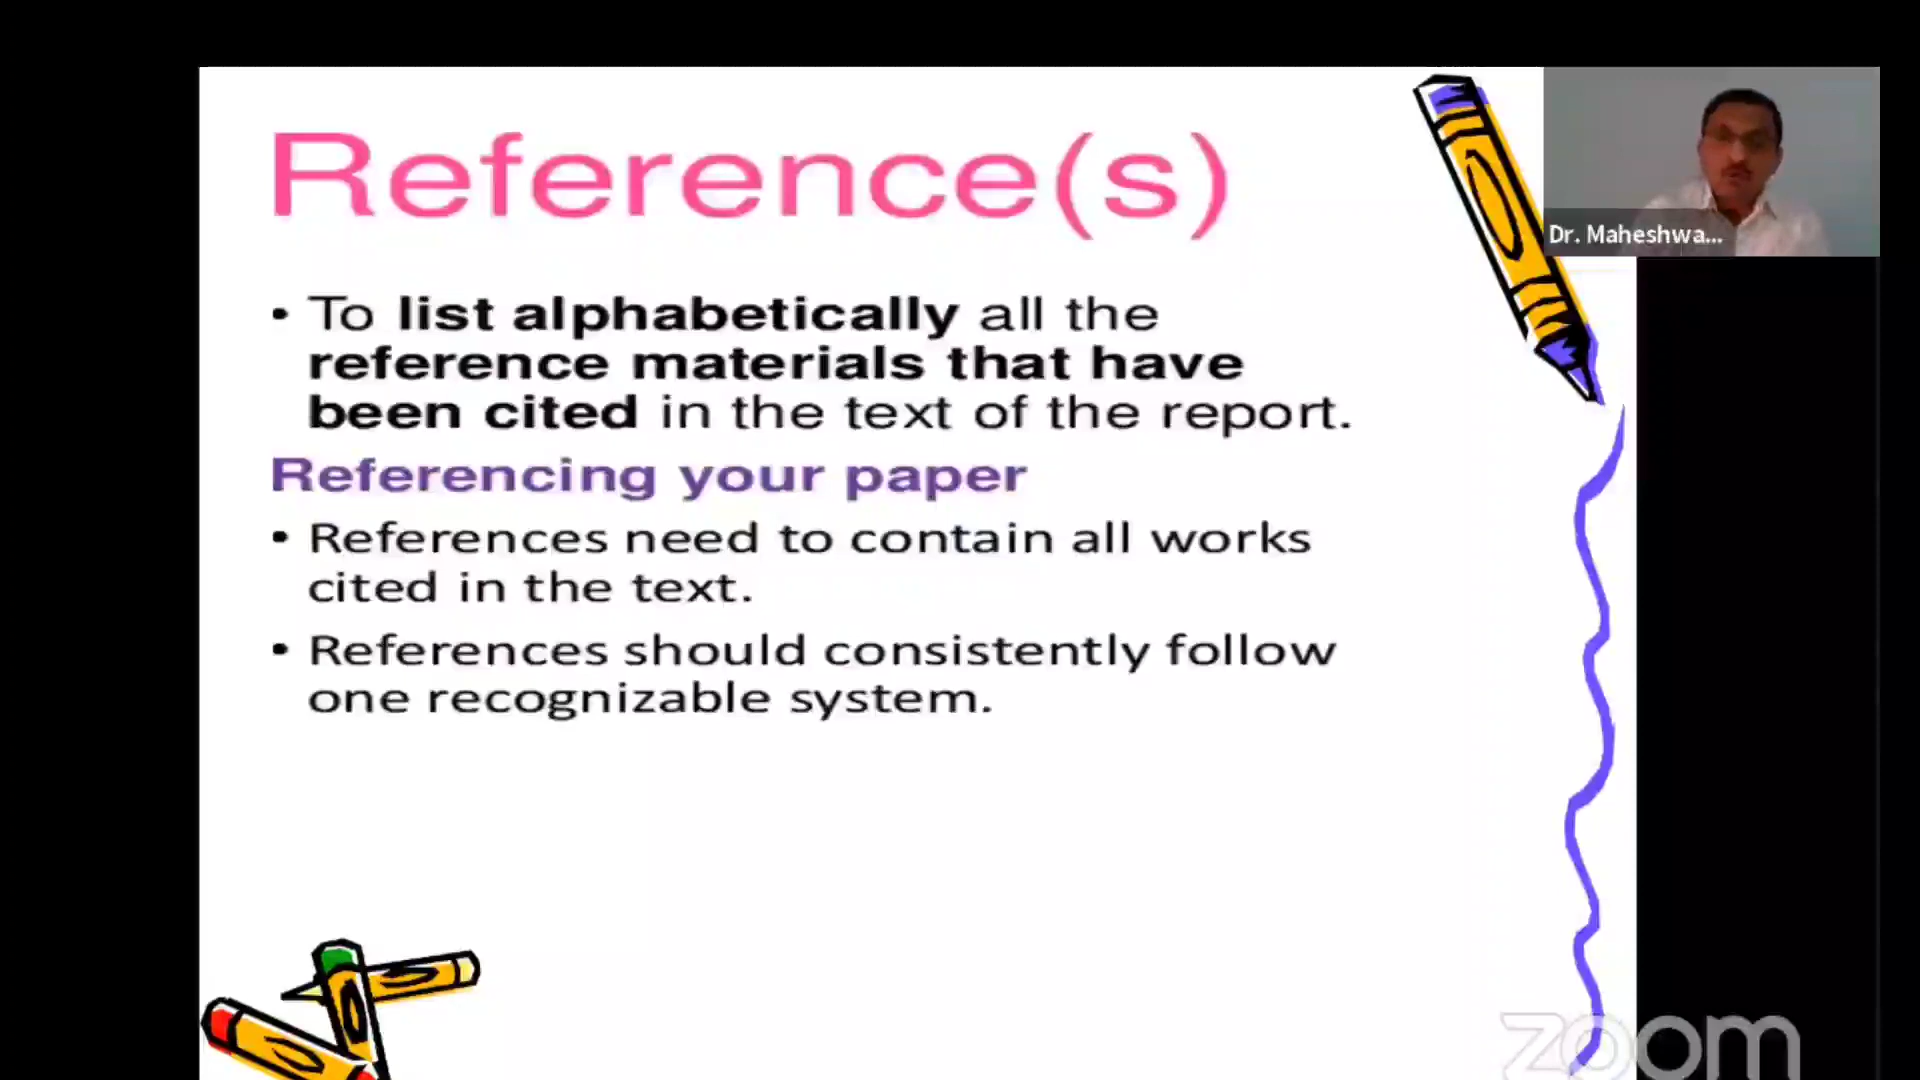 Reference(s)
Dr. Maheshwa...
• To list alphabetically all the
reference materials that have
been cited in the text of the report.
Referencing your paper
• References need to contain all works
cited in the text.
• References should consistently follow
one recognizable system.
zoom